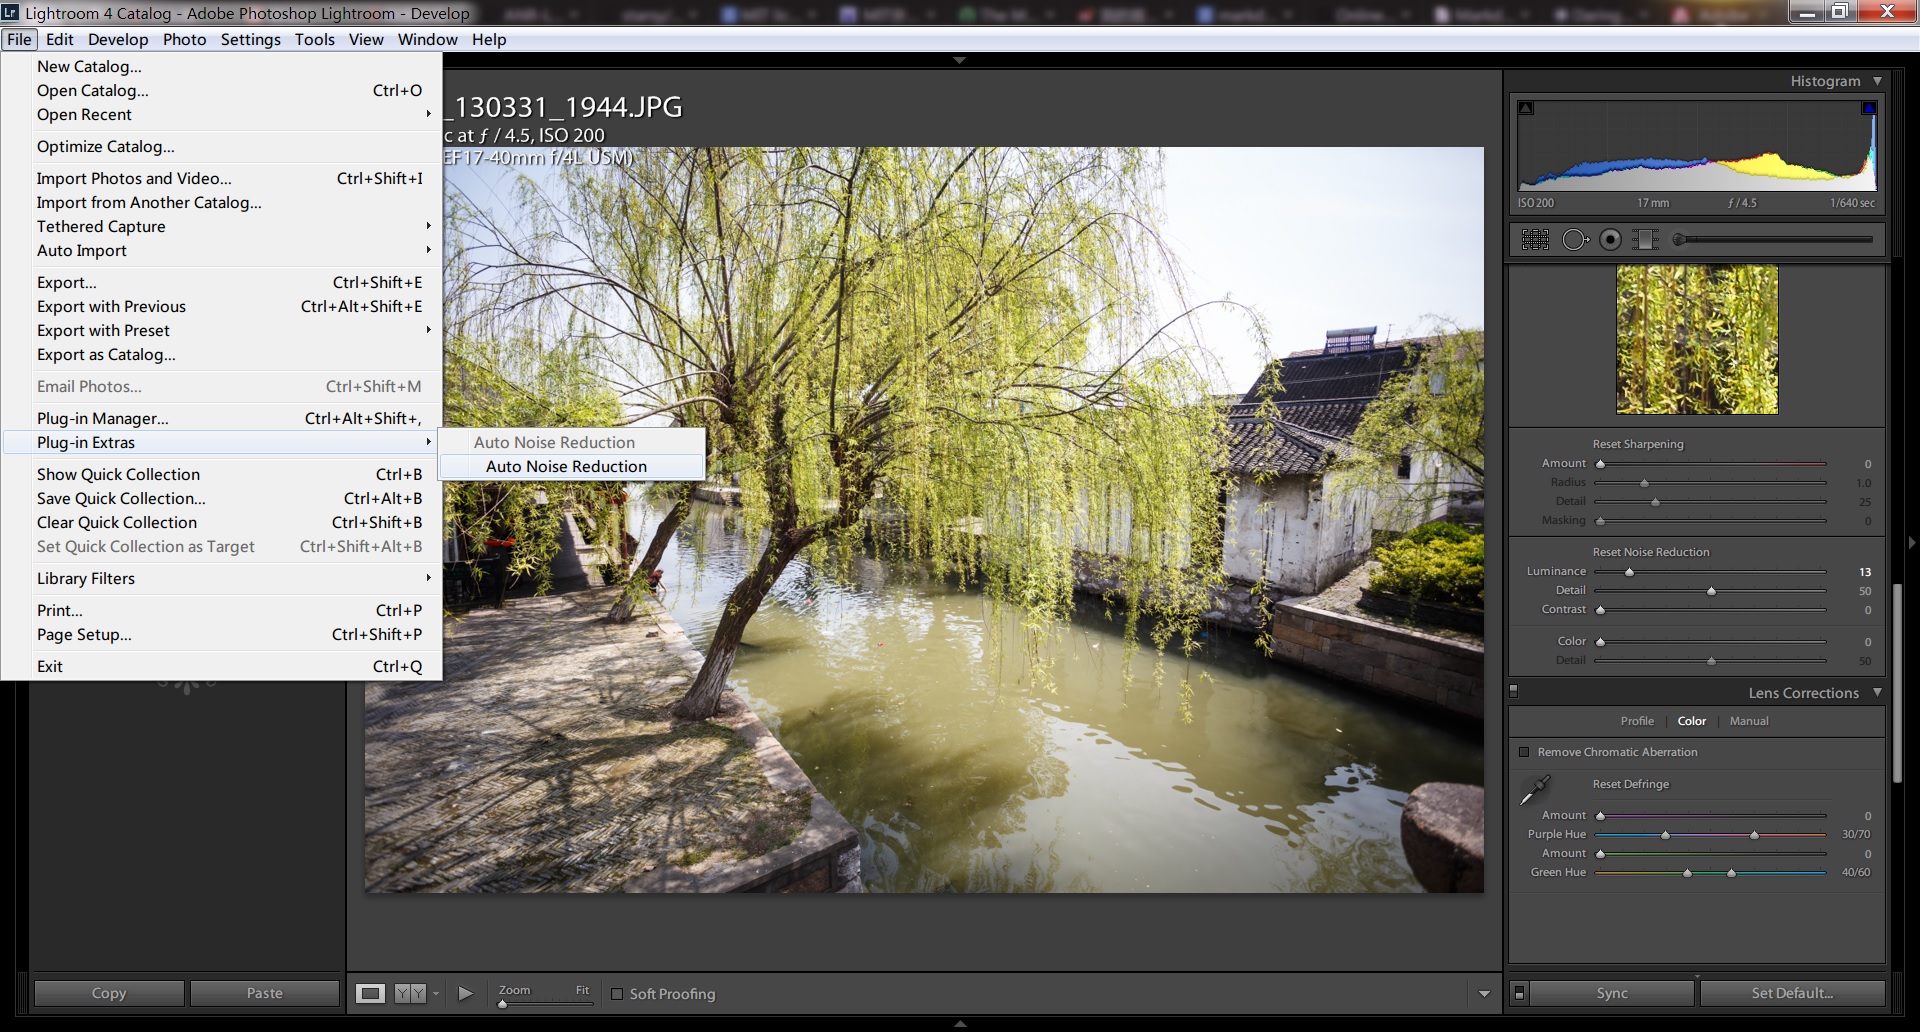 Lightroom 4 Catalog - Adobe Photoshop Lightroom - Develop
File Edit Develop Photo Settings Tools View Window Help
New Catalog...
Open Catalog... Ctrl+O
Open Recent
Optimize Catalog...
Import Photos and Video... Ctrl+Shift+I
Import from Another Catalog...
Tethered Capture
Auto Import
Export... Ctrl+Shift+E
Export with Previous Ctrl+Alt+Shift+E
Export with Preset
Export as Catalog...
Email Photos... Ctrl+Shift+M
Plug-in Manager... Ctrl+Alt+Shift+,
Plug-in Extras
Show Quick Collection Ctrl+B
Save Quick Collection... Ctrl+Alt+B
Clear Quick Collection Ctrl+Shift+B
Set Quick Collection as Target Ctrl+Shift+Alt+B
Library Filters
Print... Ctrl+P
Page Setup... Ctrl+Shift+P
Exit Ctrl+Q
Auto Noise Reduction
Auto Noise Reduction
_130331_1944.JPG
c at ƒ / 4.5, ISO 200
EF17-40mm f/4L USM)
Histogram
ISO 200 17 mm ƒ / 4.5 1/640 sec
Reset Sharpening
Amount 0
Radius 1.0
Detail 25
Masking 0
Reset Noise Reduction
Luminance 13
Detail 50
Contrast 0
Color 0
Detail 50
Lens Corrections
Profile | Color | Manual
Remove Chromatic Aberration
Reset Defringe
Amount 0
Purple Hue 30/70
Amount 0
Green Hue 40/60
Copy Paste
YY
Zoom Fit
Soft Proofing
Sync Set Default...